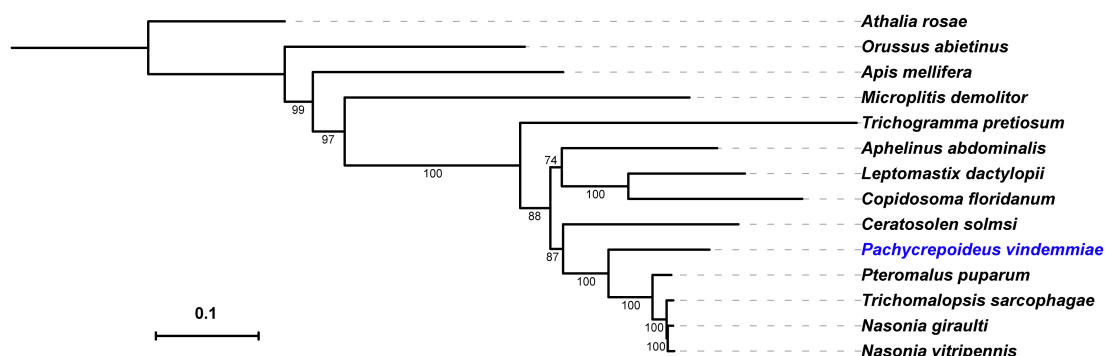 Athalia rosae
Orussus abietinus
Apis mellifera
99
Microplitis demolitor
97
Trichogramma pretiosum
Aphelinus abdominalis
74
100
Leptomastix dactylopii
100
Copidosoma floridanum
88
Ceratosolen solmsi
87
Pachycrepoideus vindemmiae
100
Pteromalus puparum
100
Trichomalopsis sarcophagae
0.1
Nasonia giraulti
100
Nasonia vitripennis
100